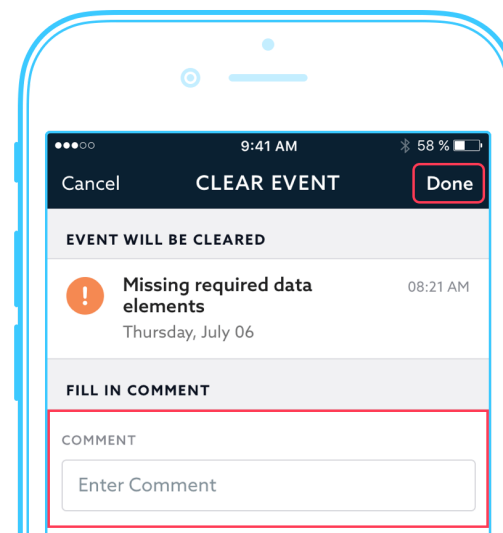 9:41 AM 58 %
Cancel CLEAR EVENT Done
EVENT WILL BE CLEARED
Missing required data 08:21 AM
elements
Thursday, July 06
FILL IN COMMENT
COMMENT
Enter Comment